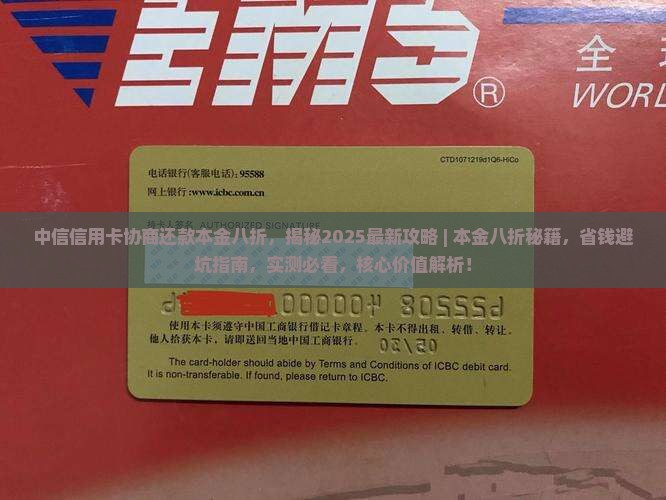 EMS®
全
WORL
CTD1071219d1Q6-HiCo
电话银行(客服电话):95588
网上银行:www.icbc.com.cn
AUTHORIZED SIGNATURE
中信信用卡协商还款本金八折，揭秘2025最新攻略 | 本金八折秘籍，省钱避
坑指南，实测必看，核心价值解析！
使用本卡须遵守中国工商银行借记卡章程。本卡不得出租、转借、转让。
他人拾获本卡，请即送回当地中国工商银行。
05/20
The card-holder should abide by Terms and Conditions of ICBC debit card.
It is non-transferable. If found, please return to ICBC.